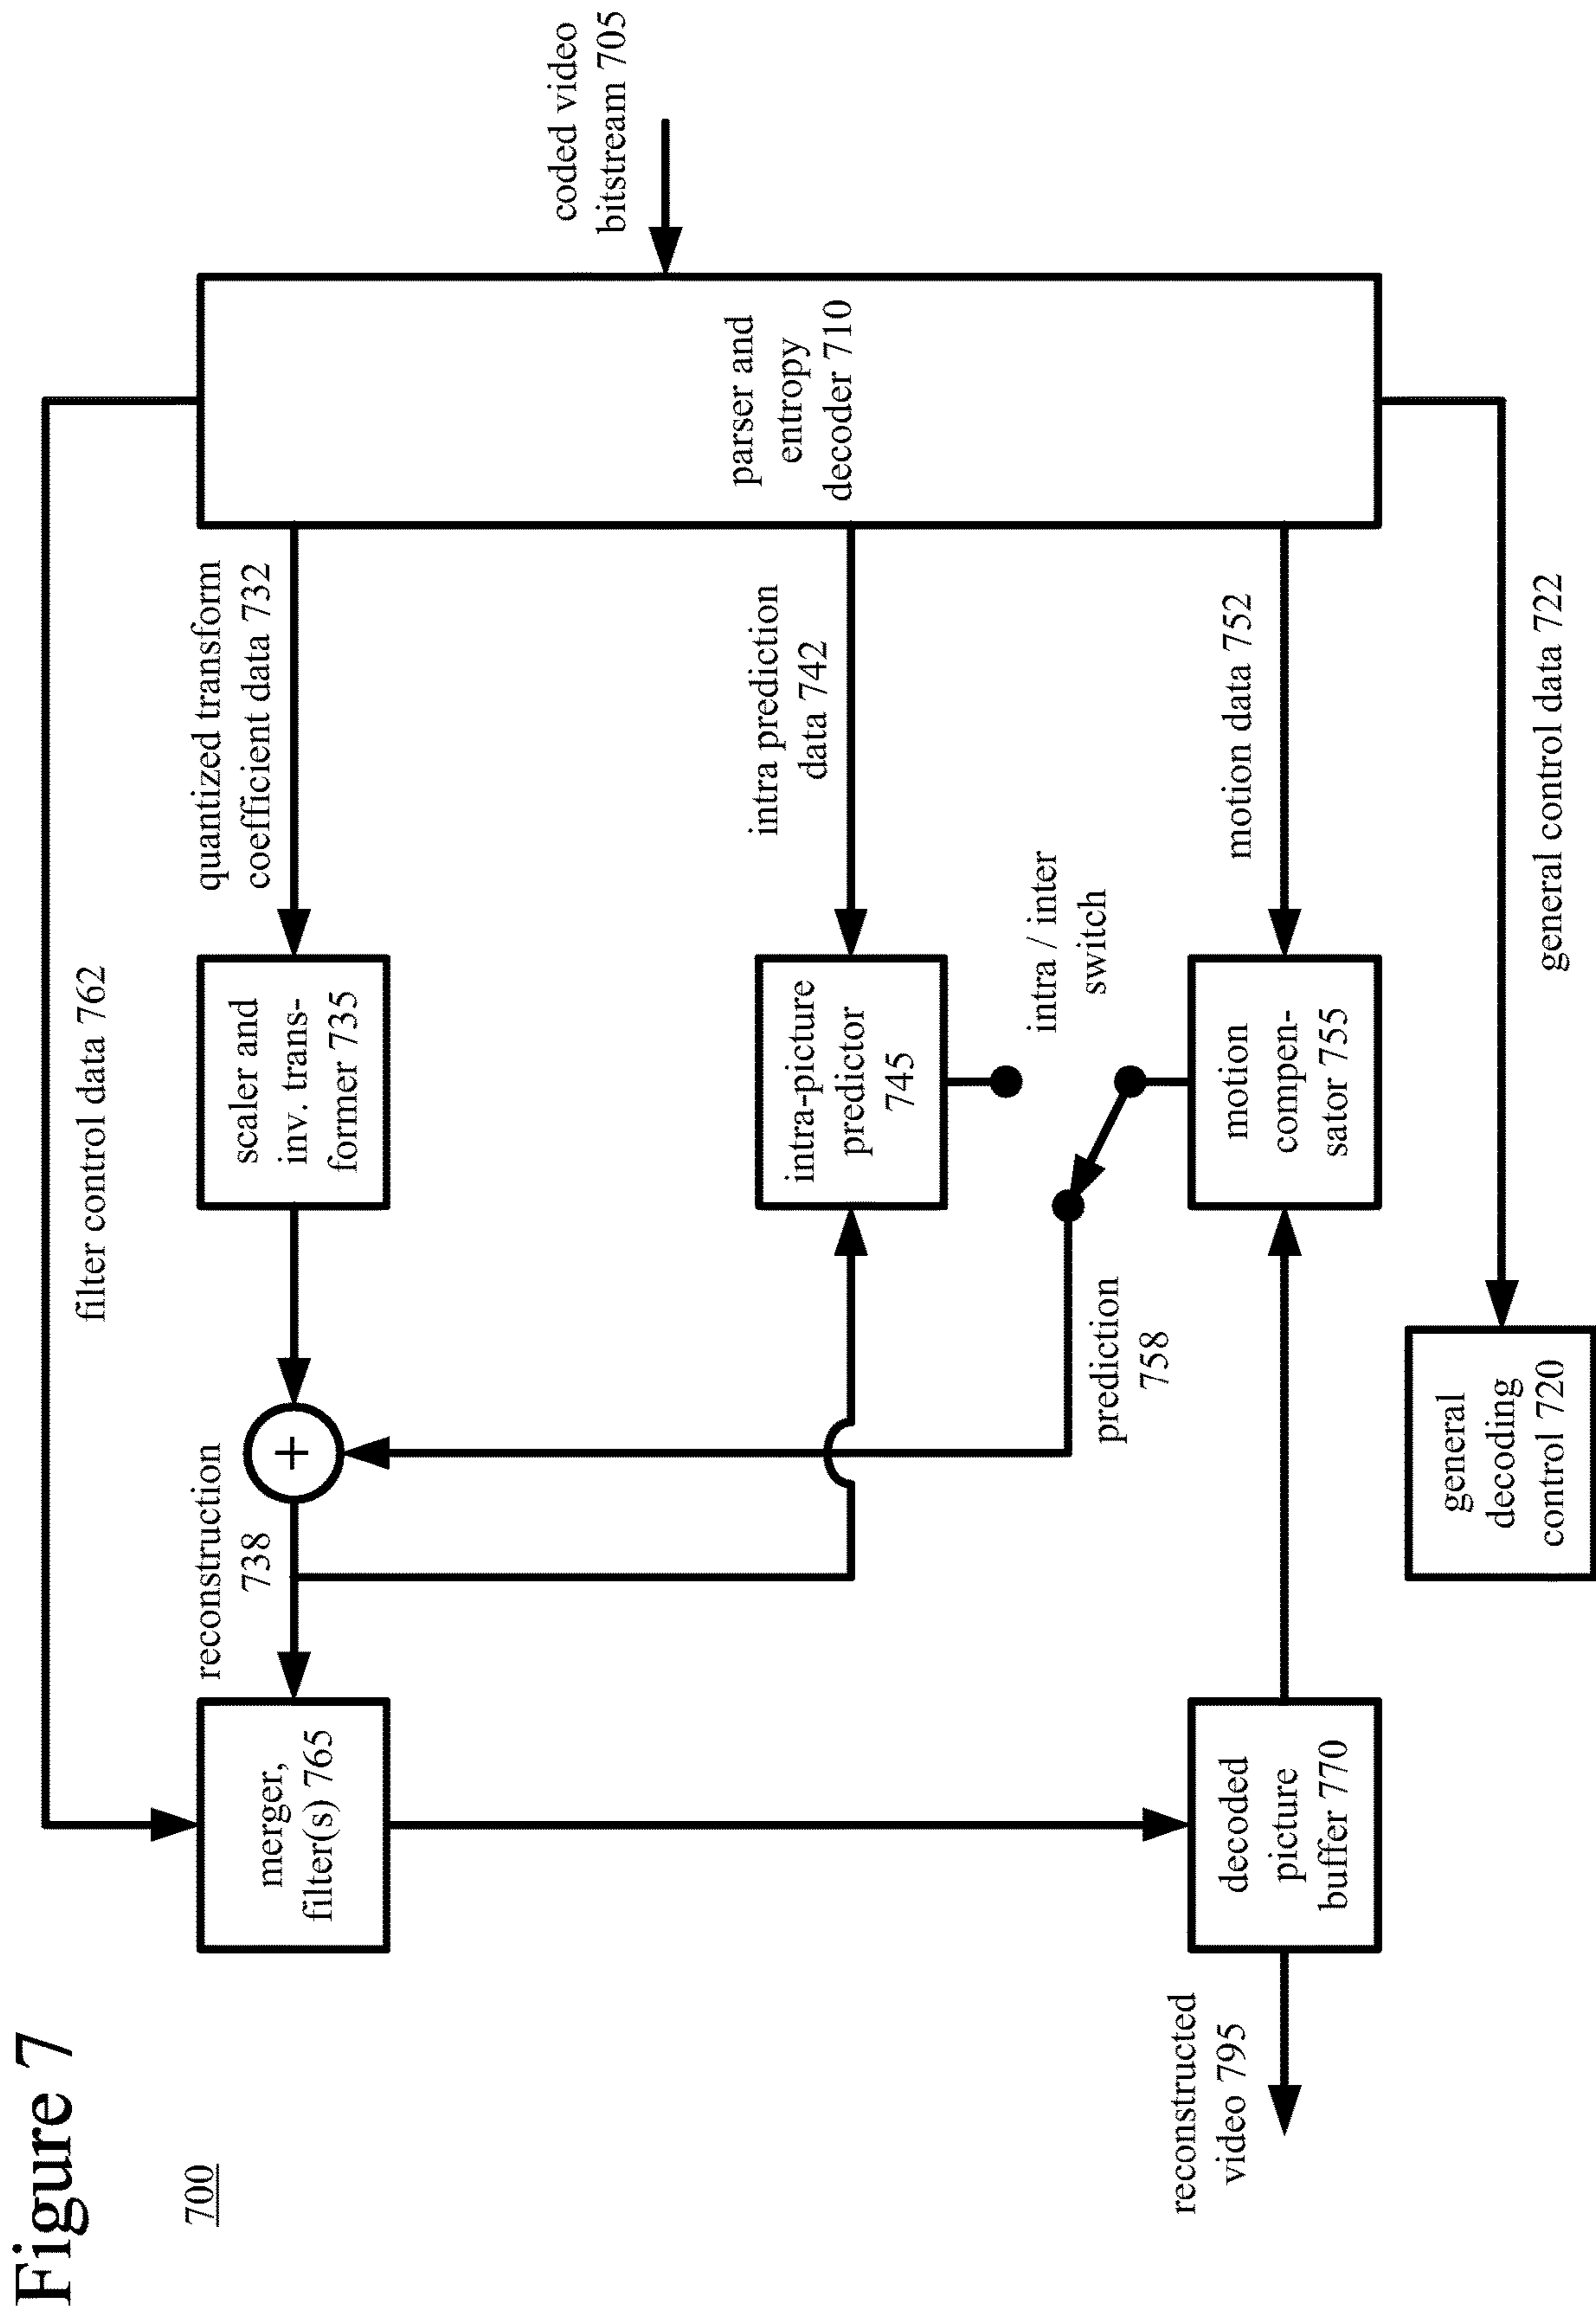 Figure 7
700
coded video
bitstream 705
parser and
entropy
decoder 710
filter control data 762
quantized transform
coefficient data 732
intra prediction
data 742
motion data 752
general control data 722
scaler and
inv. trans-
former 735
intra-picture
predictor
745
intra / inter
switch
motion
compen-
sator 755
+
prediction
758
general
decoding
control 720
reconstruction
738
merger,
filter(s) 765
decoded
picture
buffer 770
reconstructed
video 795